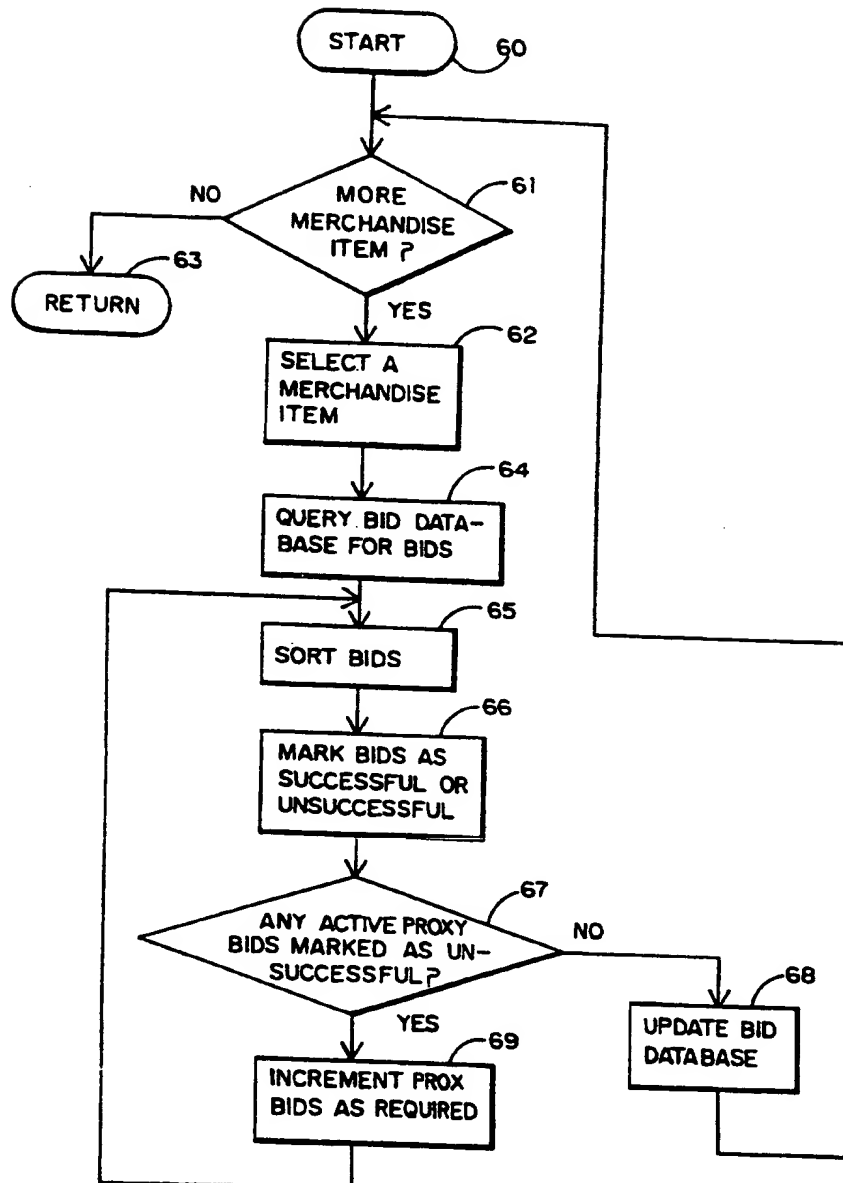 START
60
MORE
MERCHANDISE
ITEM ?
61
NO
63
RETURN
YES
62
SELECT A
MERCHANDISE
ITEM
64
QUERY BID DATA-
BASE FOR BIDS
65
SORT BIDS
66
MARK BIDS AS
SUCCESSFUL OR
UNSUCCESSFUL
67
ANY ACTIVE PROXY
BIDS MARKED AS UN-
SUCCESSFUL?
NO
68
UPDATE BID
DATABASE
YES
69
INCREMENT PROX
BIDS AS REQUIRED